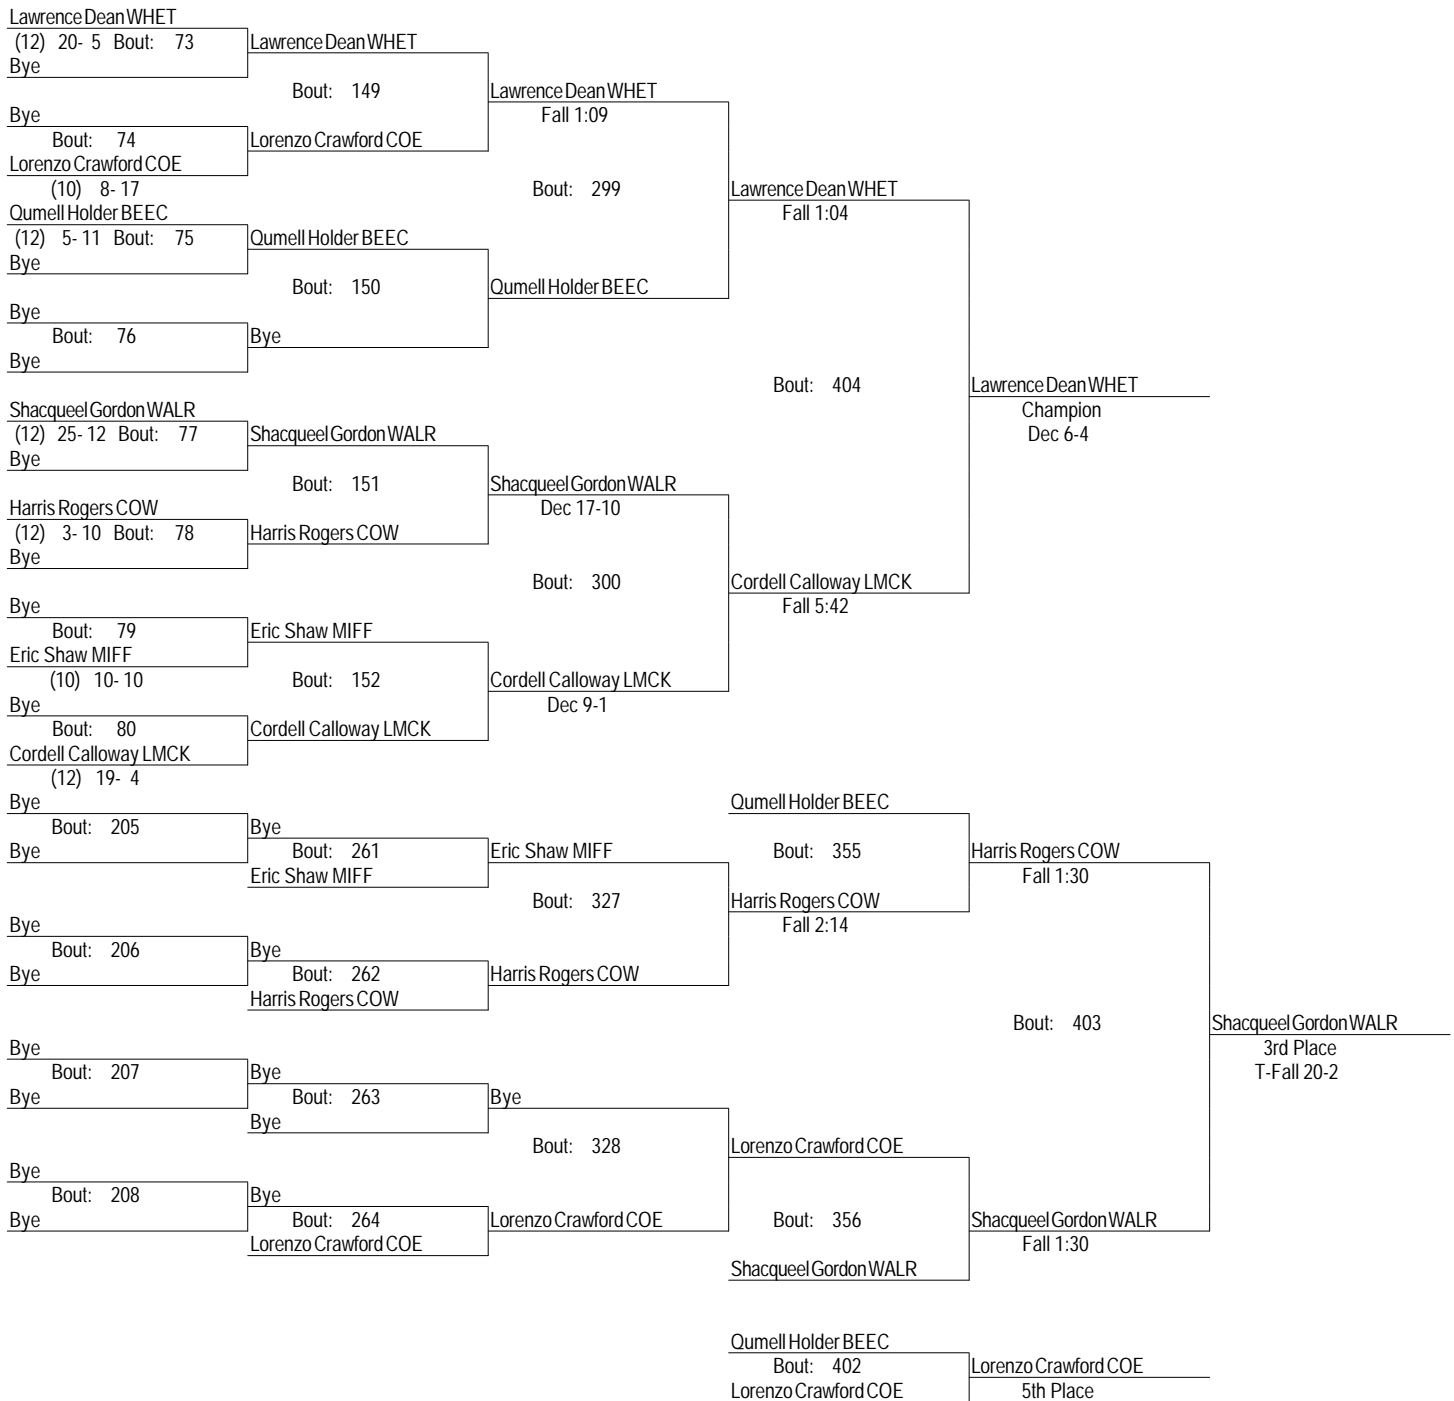 Lawrence Dean WHET
(12) 20- 5 Bout: 73 Lawrence Dean WHET
Bye
Bout: 149 Lawrence Dean WHET
Bye Fall 1:09
Bout: 74 Lorenzo Crawford COE
Lorenzo Crawford COE
(10) 8- 17 Bout: 299 Lawrence Dean WHET
Qumell Holder BEEC Fall 1:04
(12) 5- 11 Bout: 75 Qumell Holder BEEC
Bye
Bout: 150 Qumell Holder BEEC
Bye
Bout: 76 Bye
Bye
Bout: 404 Lawrence Dean WHET
Shacqueel Gordon WALR Champion
(12) 25- 12 Bout: 77 Shacqueel Gordon WALR Dec 6-4
Bye
Bout: 151 Shacqueel Gordon WALR
Harris Rogers COW Dec 17-10
(12) 3- 10 Bout: 78 Harris Rogers COW
Bye
Bout: 300 Cordell Calloway LMCK
Bye Fall 5:42
Bout: 79 Eric Shaw MIFF
Eric Shaw MIFF
(10) 10- 10 Bout: 152 Cordell Calloway LMCK
Bye Dec 9-1
Bout: 80 Cordell Calloway LMCK
Cordell Calloway LMCK
(12) 19- 4
Bye Qumell Holder BEEC
Bout: 205 Bye
Bye Bout: 261 Eric Shaw MIFF Bout: 355 Harris Rogers COW
Eric Shaw MIFF Fall 1:30
Bout: 327 Harris Rogers COW
Bye Fall 2:14
Bout: 206 Bye
Bye Bout: 262 Harris Rogers COW
Harris Rogers COW
Bout: 403 Shacqueel Gordon WALR
Bye 3rd Place
Bout: 207 Bye T-Fall 20-2
Bye Bout: 263 Bye
Bye
Bout: 328 Lorenzo Crawford COE
Bye
Bout: 208 Bye
Bye Bout: 264 Lorenzo Crawford COE Bout: 356 Shacqueel Gordon WALR
Lorenzo Crawford COE Fall 1:30
Shacqueel Gordon WALR
Qumell Holder BEEC
Bout: 402 Lorenzo Crawford COE
Lorenzo Crawford COE 5th Place